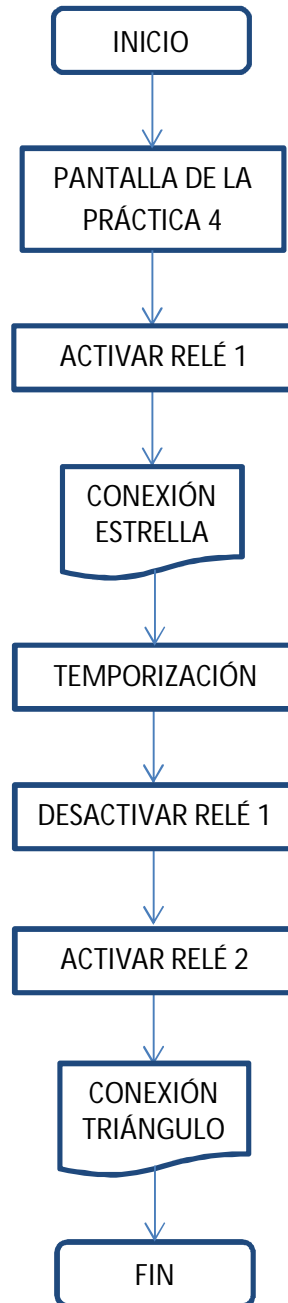 INICIO
PANTALLA DE LA
PRÁCTICA 4
ACTIVAR RELÉ 1
CONEXIÓN
ESTRELLA
TEMPORIZACIÓN
DESACTIVAR RELÉ 1
ACTIVAR RELÉ 2
CONEXIÓN
TRIÁNGULO
FIN